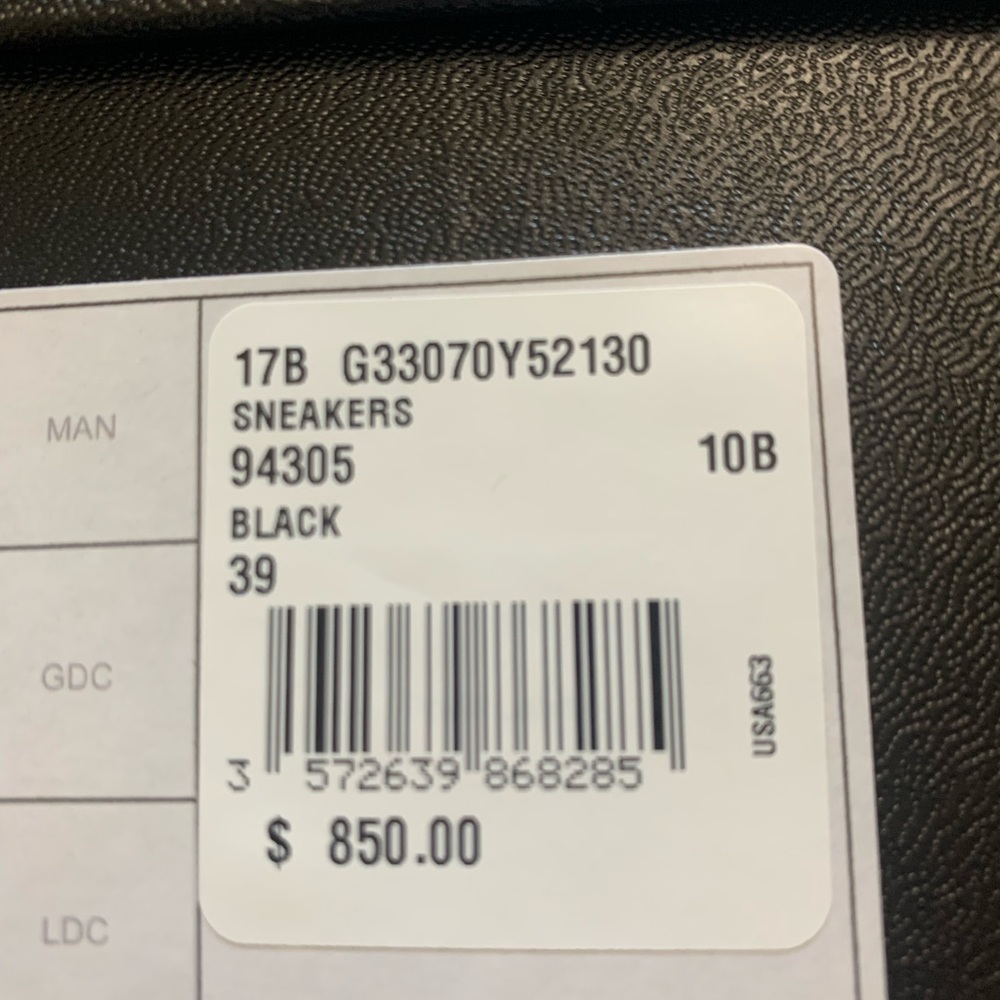 MAN
GDC
LDC
17B G33070Y52130
SNEAKERS
94305 10B
BLACK
39
USA663
3 572639 868285
$ 850.00